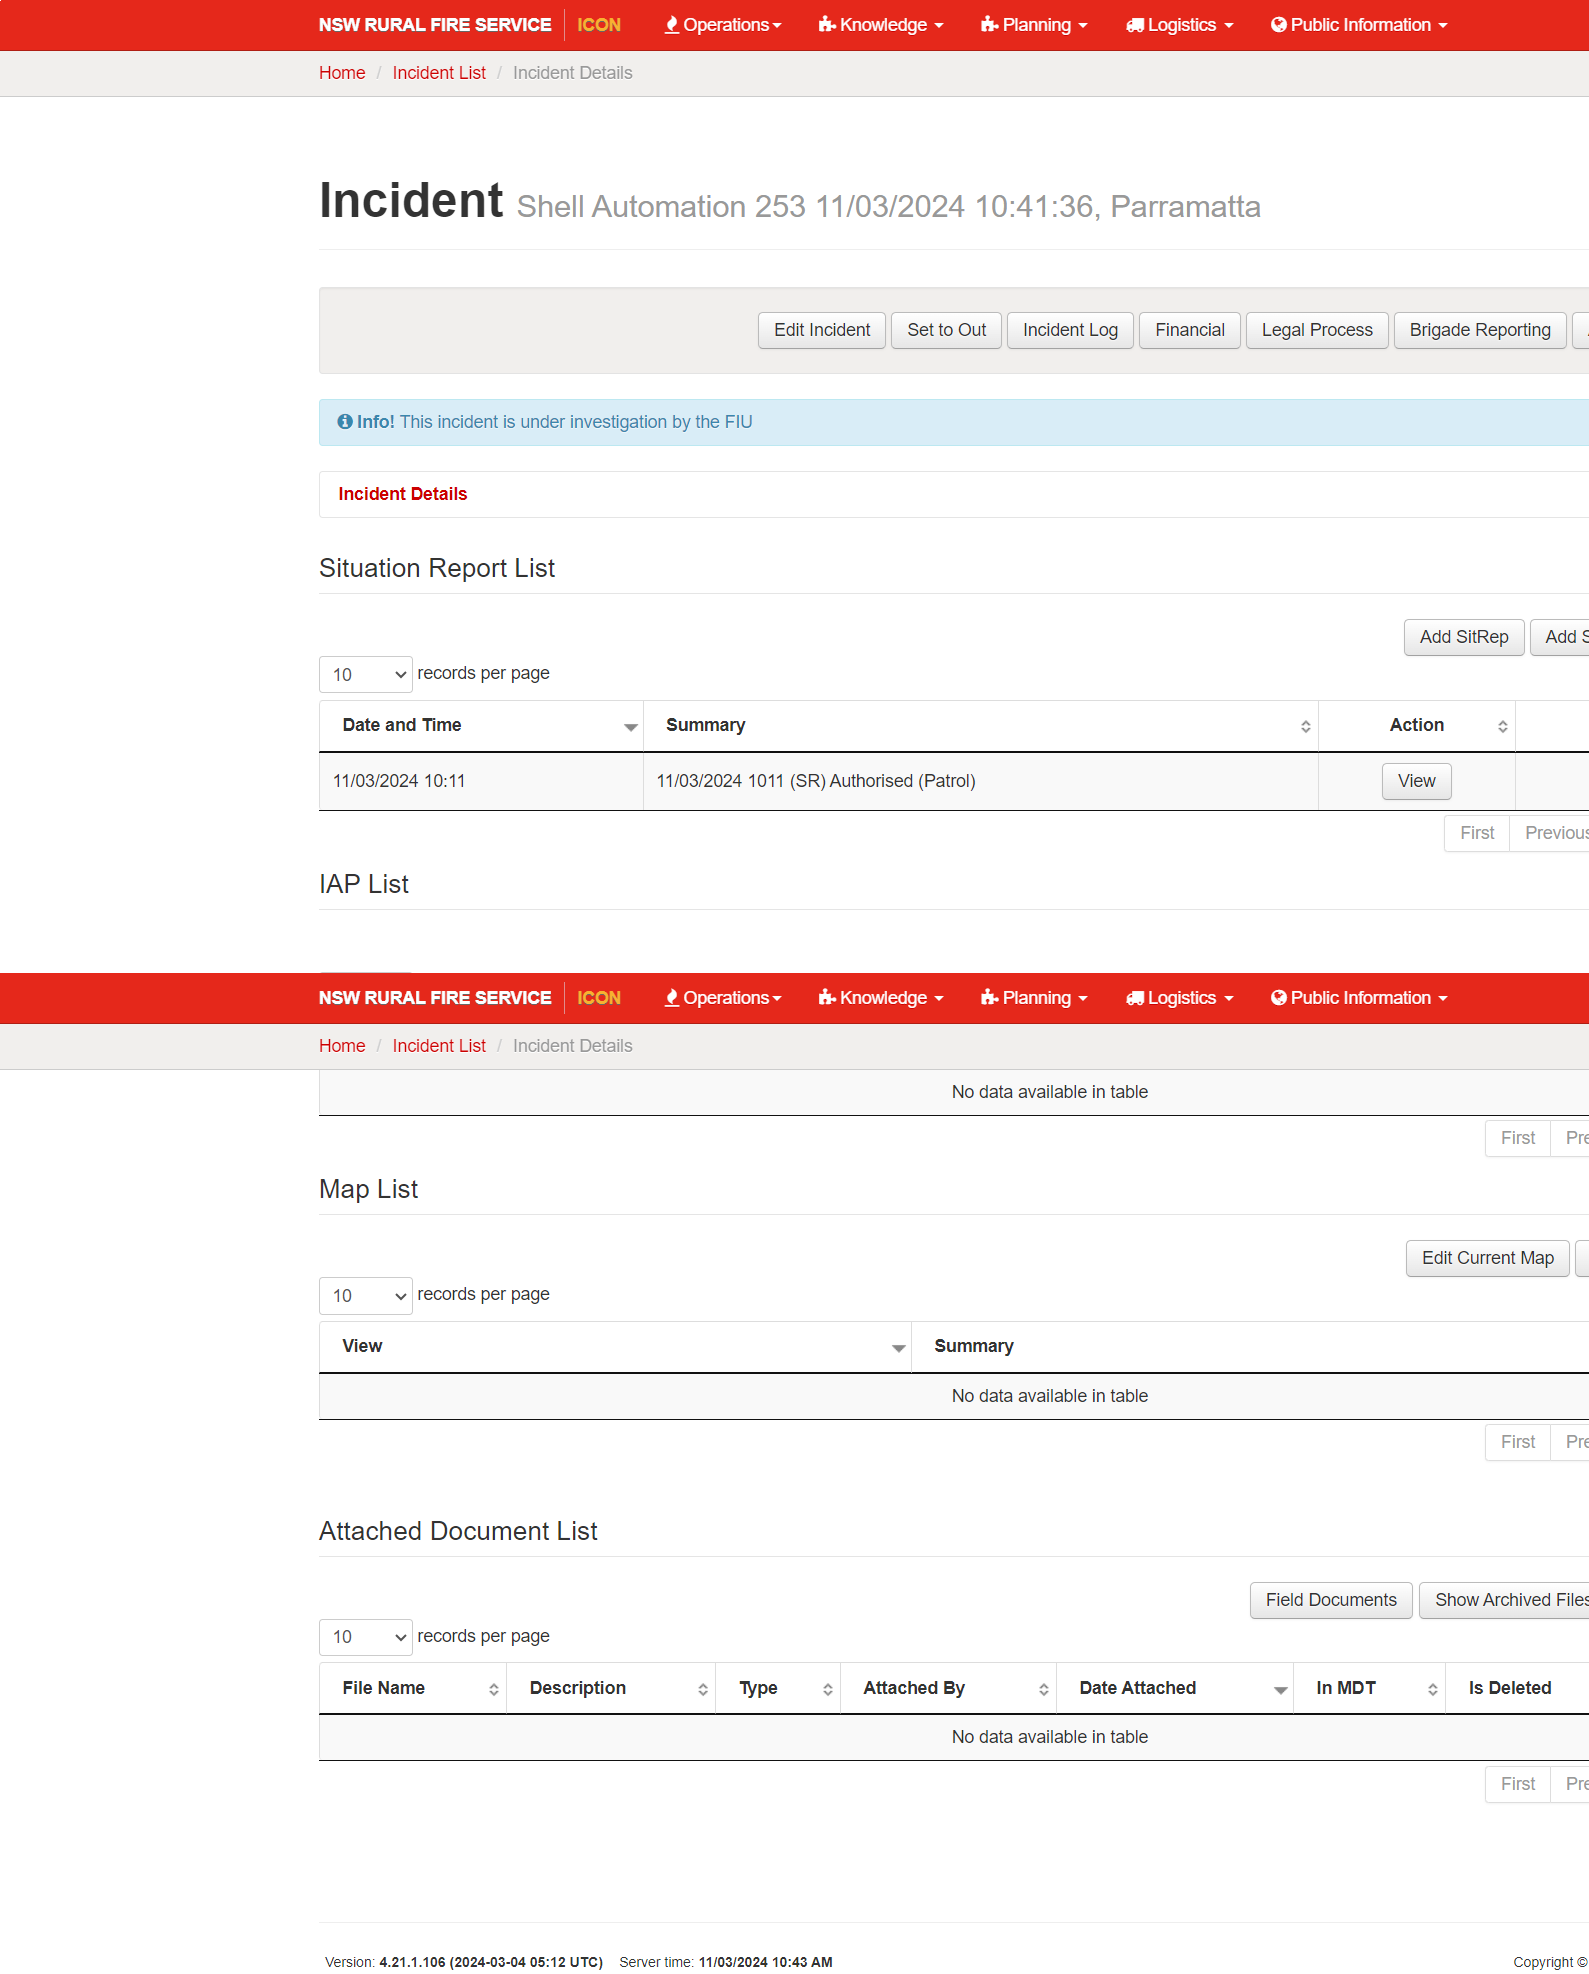 NSW RURAL FIRE SERVICE ICON Operations Knowledge Planning Logistics Public Information
Home / Incident List / Incident Details
Incident Shell Automation 253 11/03/2024 10:41:36, Parramatta
Edit Incident Set to Out Incident Log Financial Legal Process Brigade Reporting
Info! This incident is under investigation by the FIU
Incident Details
Situation Report List
Add SitRep Add S
10 records per page
Date and Time Summary Action
11/03/2024 10:11 11/03/2024 1011 (SR) Authorised (Patrol) View
First Previous
IAP List
NSW RURAL FIRE SERVICE ICON Operations Knowledge Planning Logistics Public Information
Home / Incident List / Incident Details
No data available in table
First Pre
Map List
Edit Current Map
10 records per page
View Summary
No data available in table
First Pre
Attached Document List
Field Documents Show Archived Files
10 records per page
File Name Description Type Attached By Date Attached In MDT Is Deleted
No data available in table
First Pre
Version: 4.21.1.106 (2024-03-04 05:12 UTC) Server time: 11/03/2024 10:43 AM Copyright ©